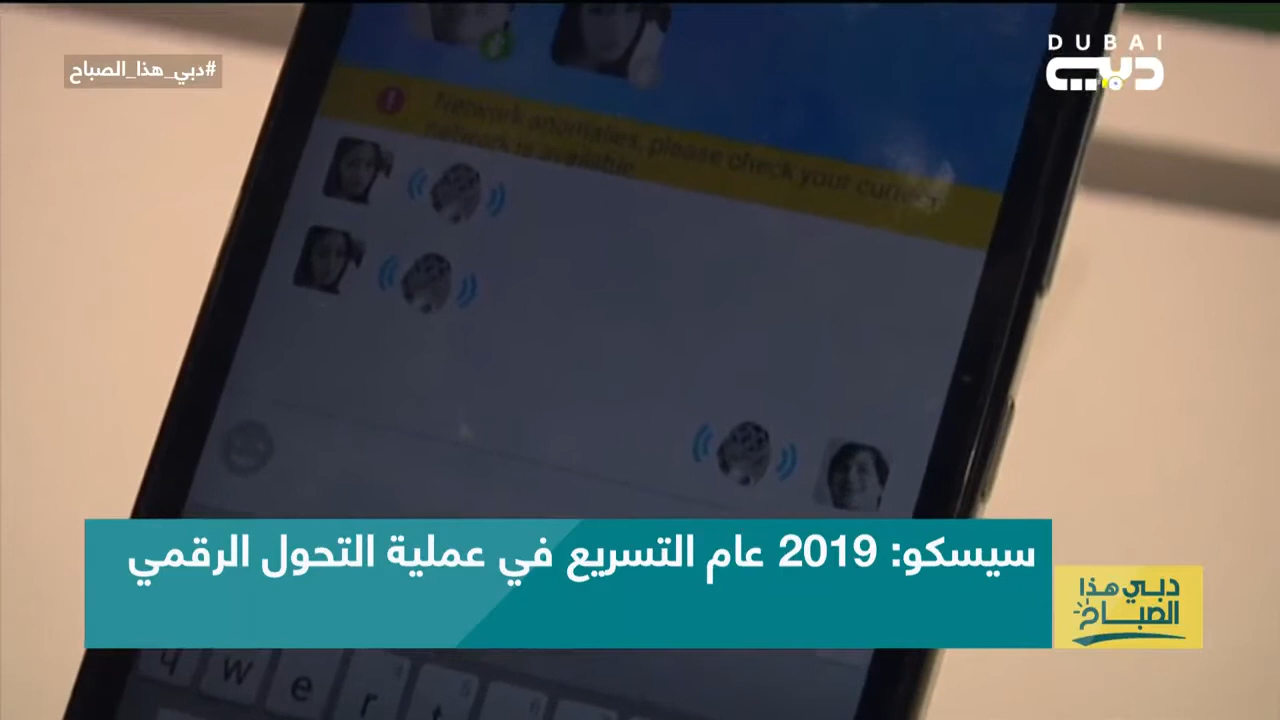 #دبي_هذا_الصباح
DUBAI
دبي
Network anomalies, please check your current
network is available
سيسكو: 2019 عام التسريع في عملية التحول الرقمي
دبي هذا
الصباح
q w e r t